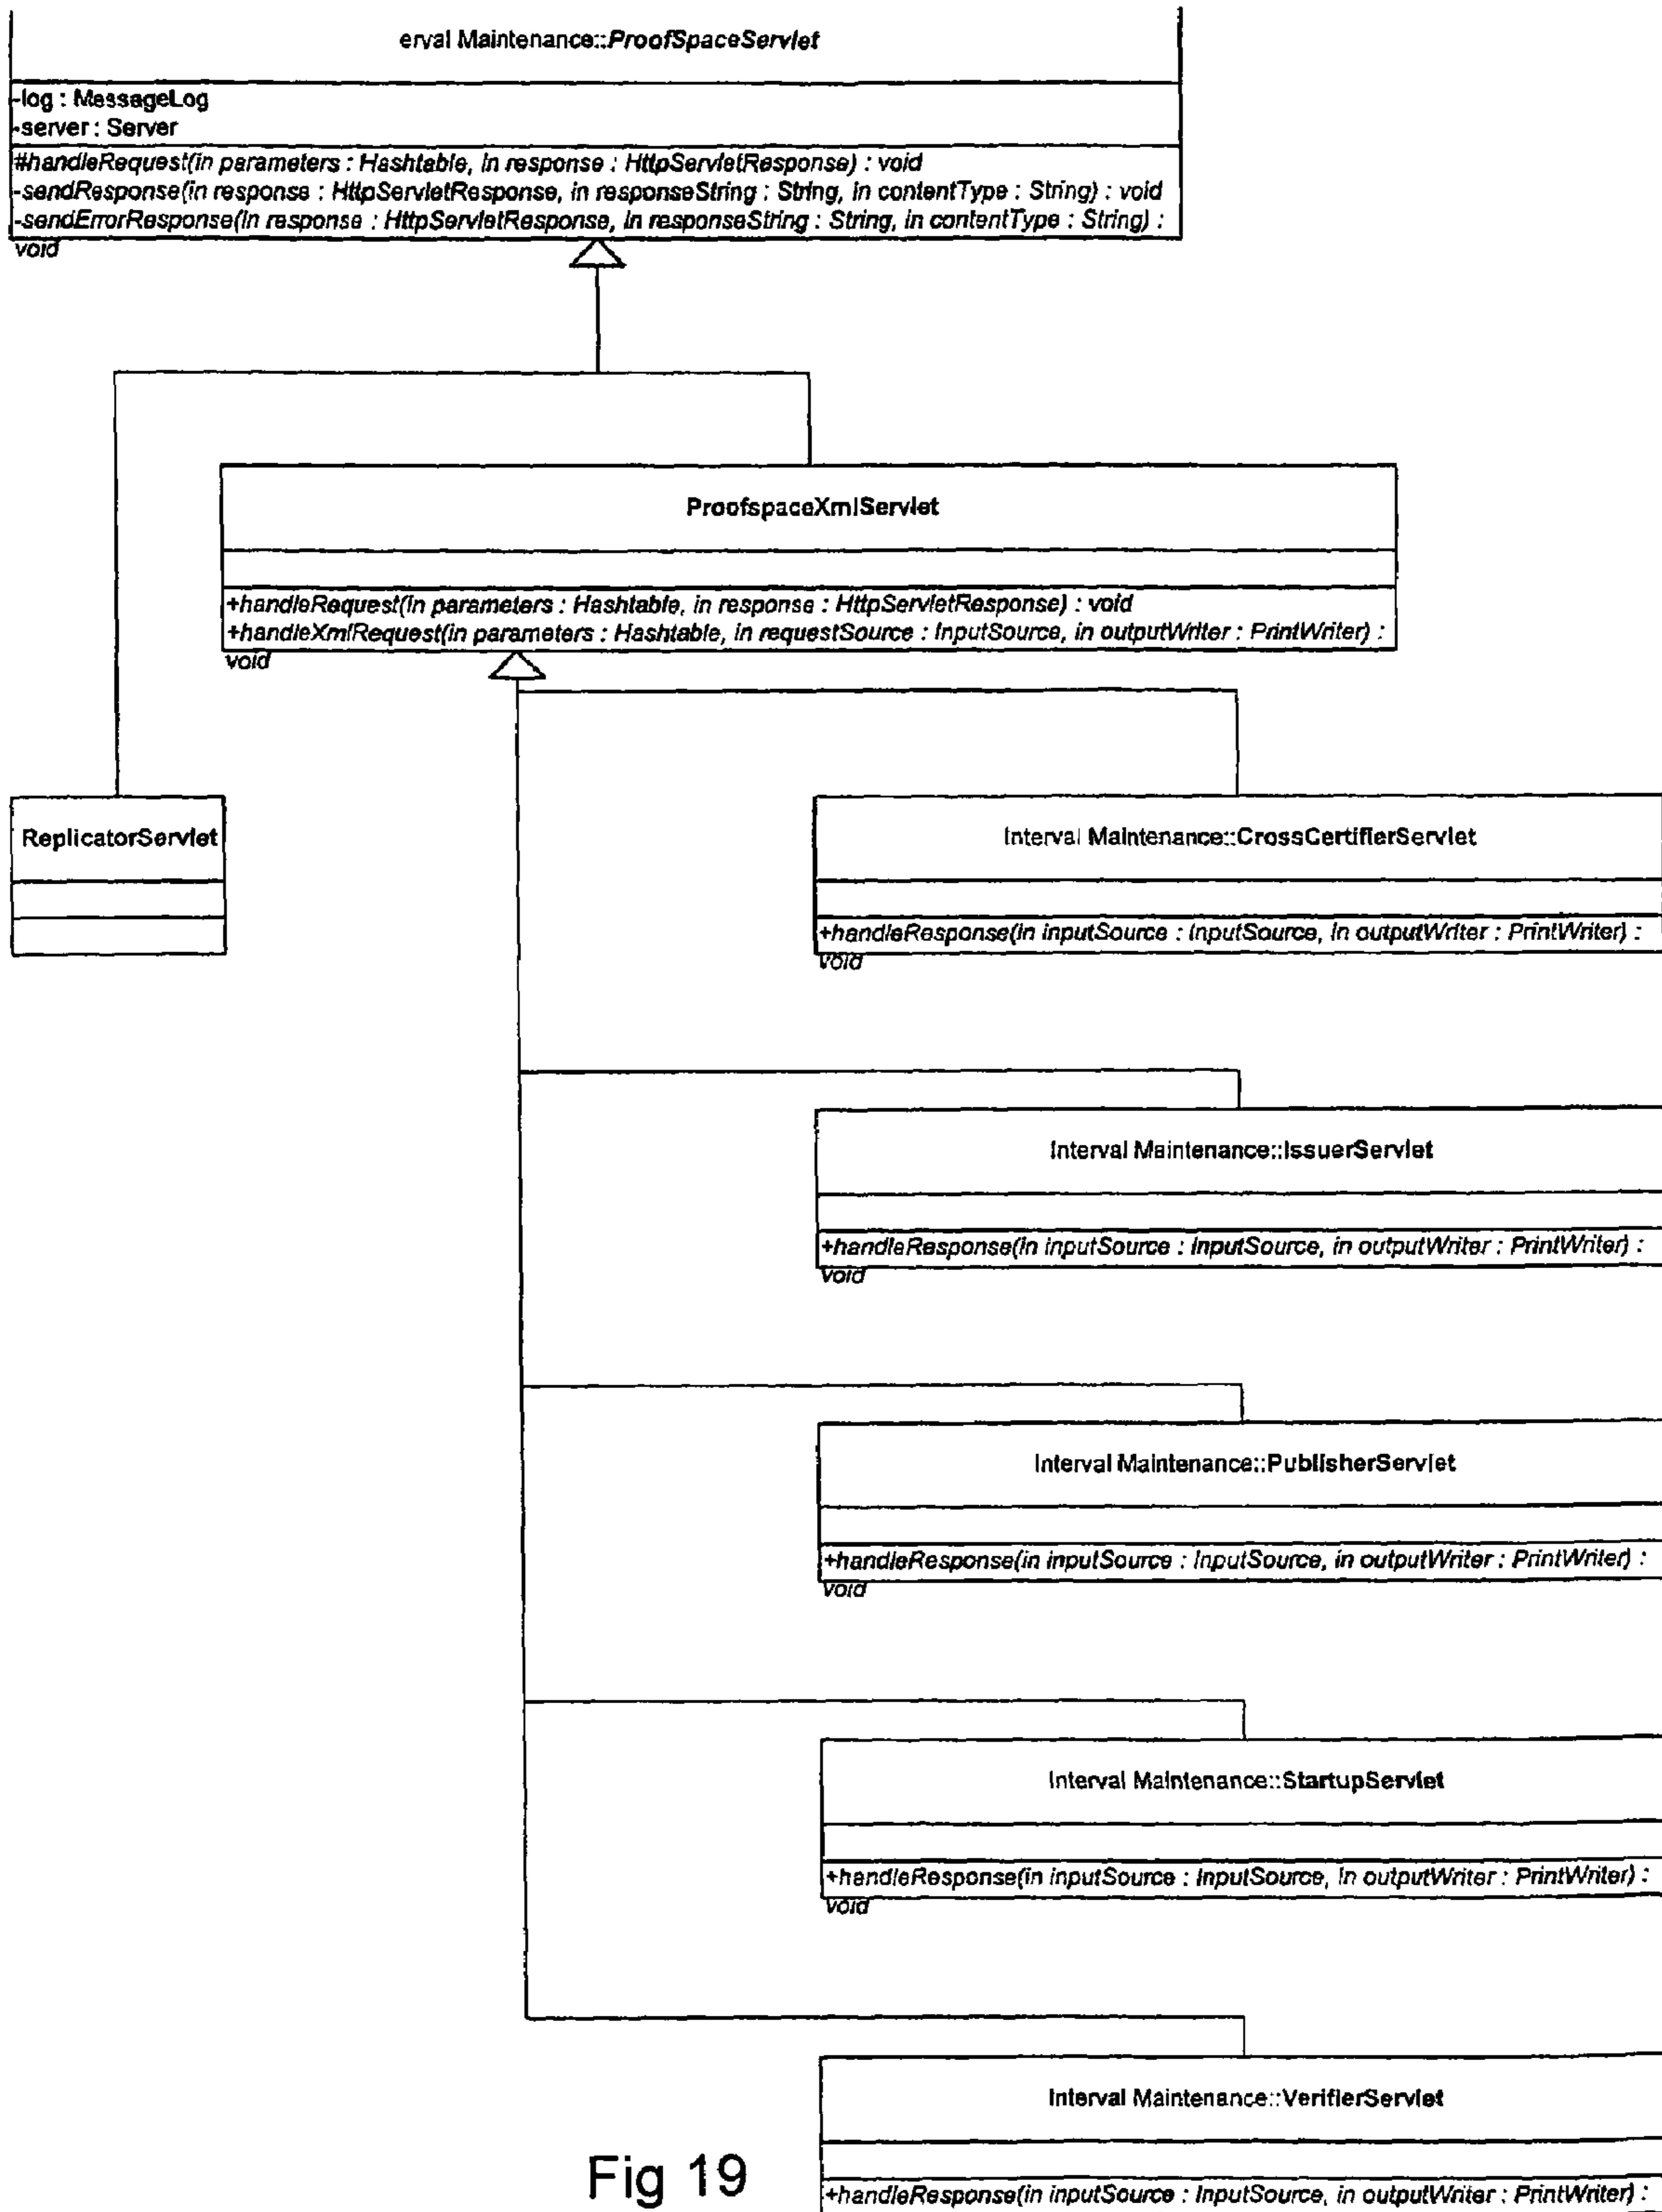 erval Maintenance::ProofSpaceServlet
-log : MessageLog
-server : Server
#handleRequest(in parameters : Hashtable, in response : HttpServletResponse) : void
-sendResponse(in response : HttpServletResponse, in responseString : String, in contentType : String) : void
-sendErrorResponse(in response : HttpServletResponse, in responseString : String, in contentType : String) :
void
ProofspaceXmlServlet
+handleRequest(in parameters : Hashtable, in response : HttpServletResponse) : void
+handleXmlRequest(in parameters : Hashtable, in requestSource : InputSource, in outputWriter : PrintWriter) :
void
ReplicatorServlet
Interval Maintenance::CrossCertifierServlet
+handleResponse(in inputSource : InputSource, in outputWriter : PrintWriter) :
void
Interval Maintenance::IssuerServlet
+handleResponse(in inputSource : InputSource, in outputWriter : PrintWriter) :
void
Interval Maintenance::PublisherServlet
+handleResponse(in inputSource : InputSource, in outputWriter : PrintWriter) :
void
Interval Maintenance::StartupServlet
+handleResponse(in inputSource : InputSource, in outputWriter : PrintWriter) :
void
Interval Maintenance::VerifierServlet
+handleResponse(in inputSource : InputSource, in outputWriter : PrintWriter) :
Fig 19